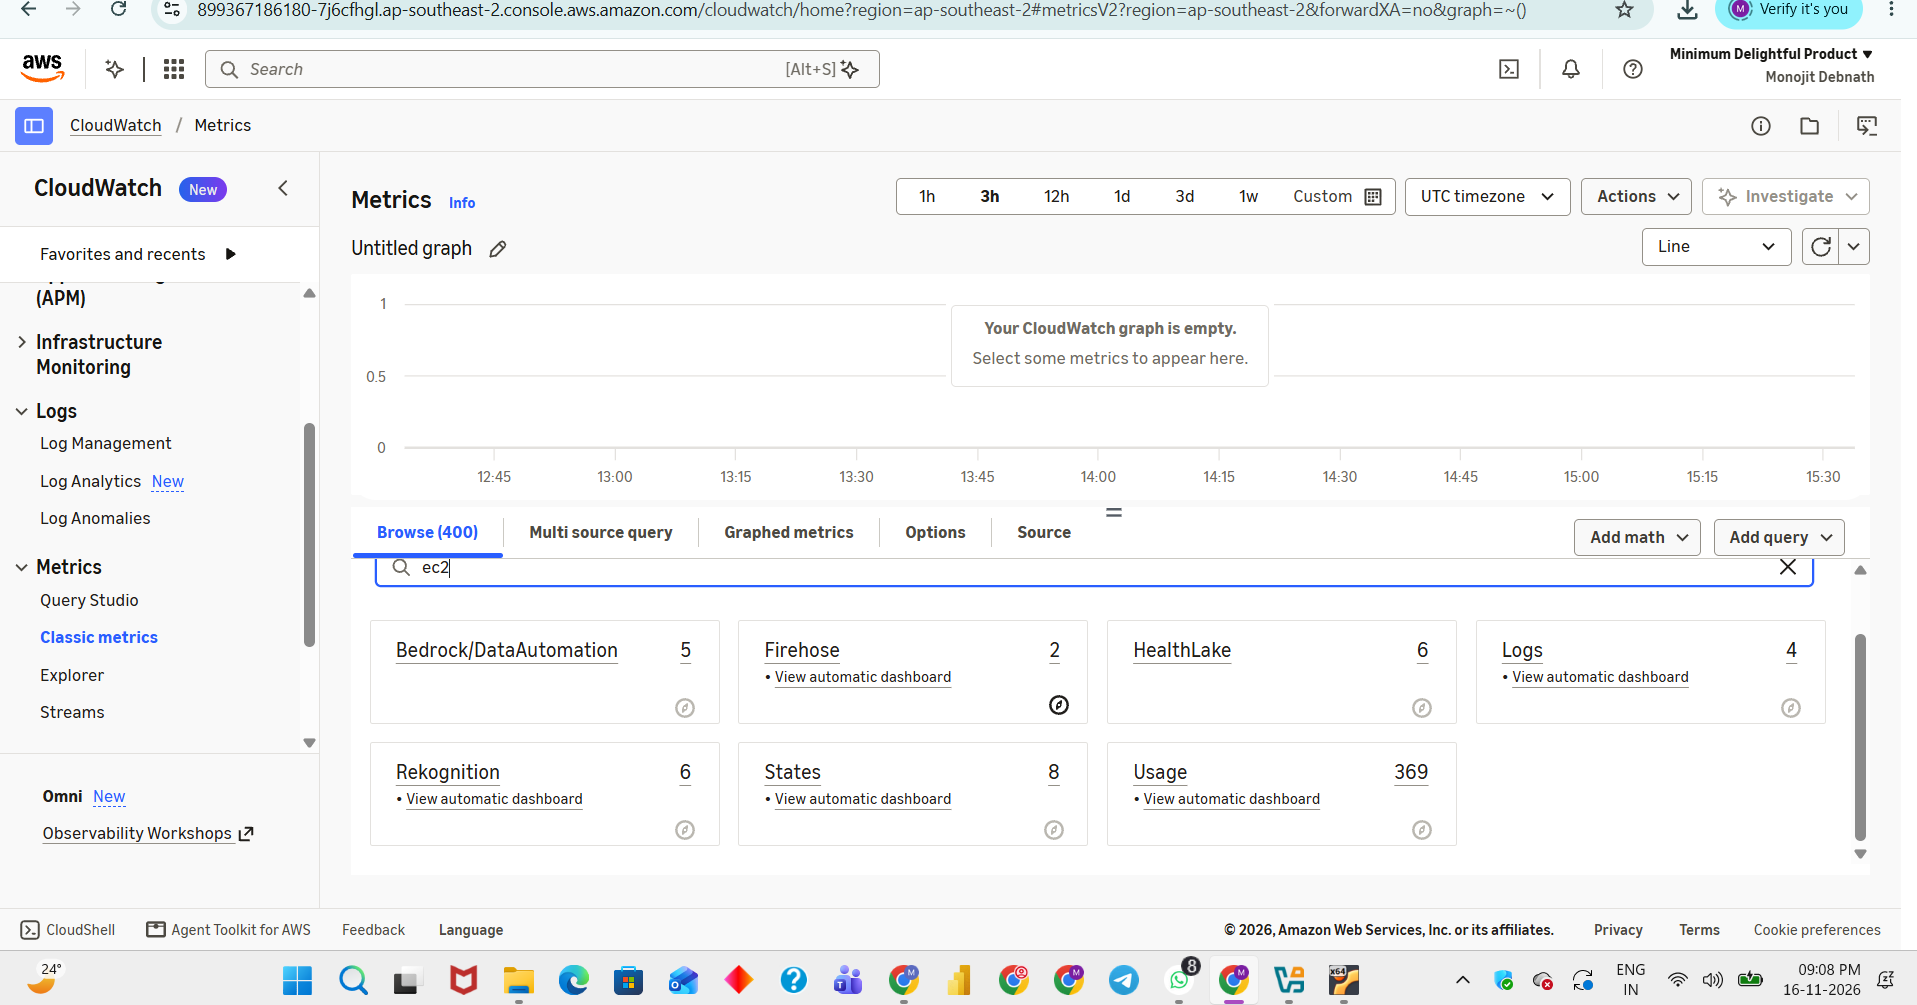 899367186180-7j6cfhgl.ap-southeast-2.console.aws.amazon.com/cloudwatch/home?region=ap-southeast-2#metricsV2?region=ap-southeast-2&forwardXA=no&graph=~()
M
Verify it's you
aws
Search
[Alt+S]
Minimum Delightful Product
Monojit Debnath
CloudWatch / Metrics
CloudWatch New
Favorites and recents
(APM)
Infrastructure
Monitoring
Logs
Log Management
Log Analytics New
Log Anomalies
Metrics
Query Studio
Classic metrics
Explorer
Streams
Omni New
Observability Workshops
Metrics Info
1h 3h 12h 1d 3d 1w Custom
UTC timezone
Actions
Investigate
Untitled graph
Line
1
0.5
0
Your CloudWatch graph is empty.
Select some metrics to appear here.
12:45 13:00 13:15 13:30 13:45 14:00 14:15 14:30 14:45 15:00 15:15 15:30
Browse (400) Multi source query Graphed metrics Options Source
Add math
Add query
ec2
Bedrock/DataAutomation 5
Firehose 2
• View automatic dashboard
HealthLake 6
Logs 4
• View automatic dashboard
Rekognition 6
• View automatic dashboard
States 8
• View automatic dashboard
Usage 369
• View automatic dashboard
CloudShell Agent Toolkit for AWS Feedback Language
© 2026, Amazon Web Services, Inc. or its affiliates. Privacy Terms Cookie preferences
24°
8
ENG
IN
09:08 PM
16-11-2026